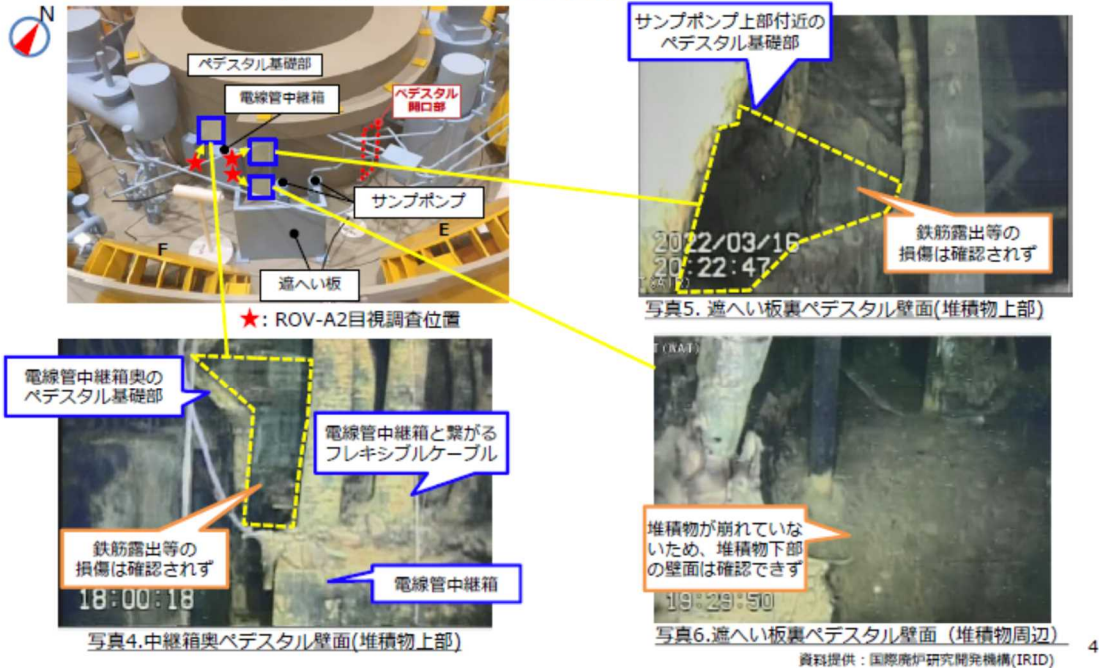 N
ペデスタル基礎部
電線管中継箱
ペデスタル
開口部
サンプポンプ
F
E
遮へい板
★: ROV-A2目視調査位置
サンプポンプ上部付近の
ペデスタル基礎部
2022/03/16
20:22:47
鉄筋露出等の
損傷は確認されず
写真5. 遮へい板裏ペデスタル壁面(堆積物上部)
電線管中継箱奥の
ペデスタル基礎部
電線管中継箱と繋がる
フレキシブルケーブル
鉄筋露出等の
損傷は確認されず
電線管中継箱
18:00:18
写真4.中継箱奥ペデスタル壁面(堆積物上部)
T(WAT)
堆積物が崩れていな
いため、堆積物下部
の壁面は確認できず
19:29:50
写真6.遮へい板裏ペデスタル壁面（堆積物周辺）
資料提供：国際廃炉研究開発機構(IRID)
4